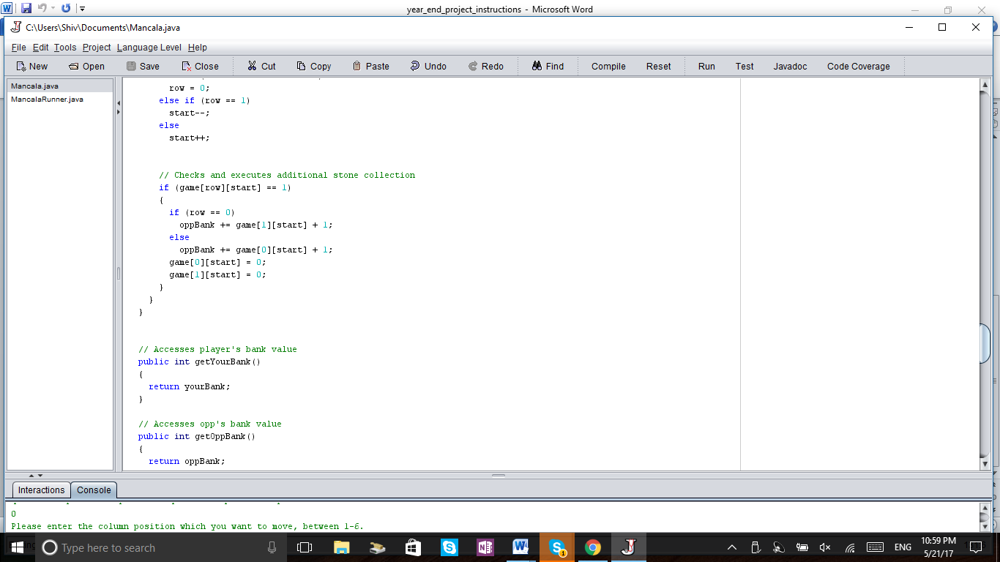 year_end_project_instructions - Microsoft Word
C:\Users\Shiv\Documents\Mancala.java
File Edit Tools Project Language Level Help
New Open Save Close Cut Copy Paste Undo Redo Find Compile Reset Run Test Javadoc Code Coverage
Mancala.java
MancalaRunner.java
row = 0;
else if (row == 1)
start--;
else
start++;
// Checks and executes additional stone collection
if (game[row][start] == 1)
{
if (row == 0)
oppBank += game[1][start] + 1;
else
oppBank += game[0][start] + 1;
game[0][start] = 0;
game[1][start] = 0;
}
}
}
// Accesses player's bank value
public int getYourBank()
{
return yourBank;
}
// Accesses opp's bank value
public int getOppBank()
{
return oppBank;
Interactions Console
0
Please enter the column position which you want to move, between 1-6.
Type here to search
ENG
10:59 PM
5/21/17